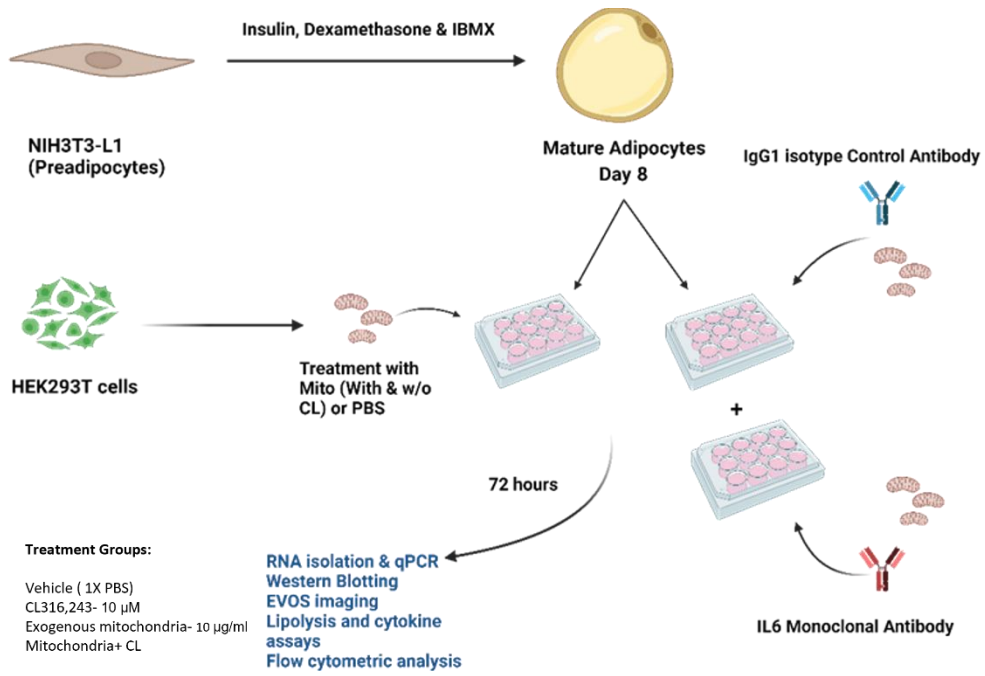 Insulin, Dexamethasone & IBMX
NIH3T3-L1
(Preadipocytes)
Mature Adipocytes
Day 8
IgG1 isotype Control Antibody
HEK293T cells
Treatment with
Mito (With & w/o
CL) or PBS
+
72 hours
Treatment Groups:
Vehicle ( 1X PBS)
CL316,243- 10 µM
Exogenous mitochondria- 10 µg/ml
Mitochondria+ CL
RNA isolation & qPCR
Western Blotting
EVOS imaging
Lipolysis and cytokine
assays
Flow cytometric analysis
IL6 Monoclonal Antibody